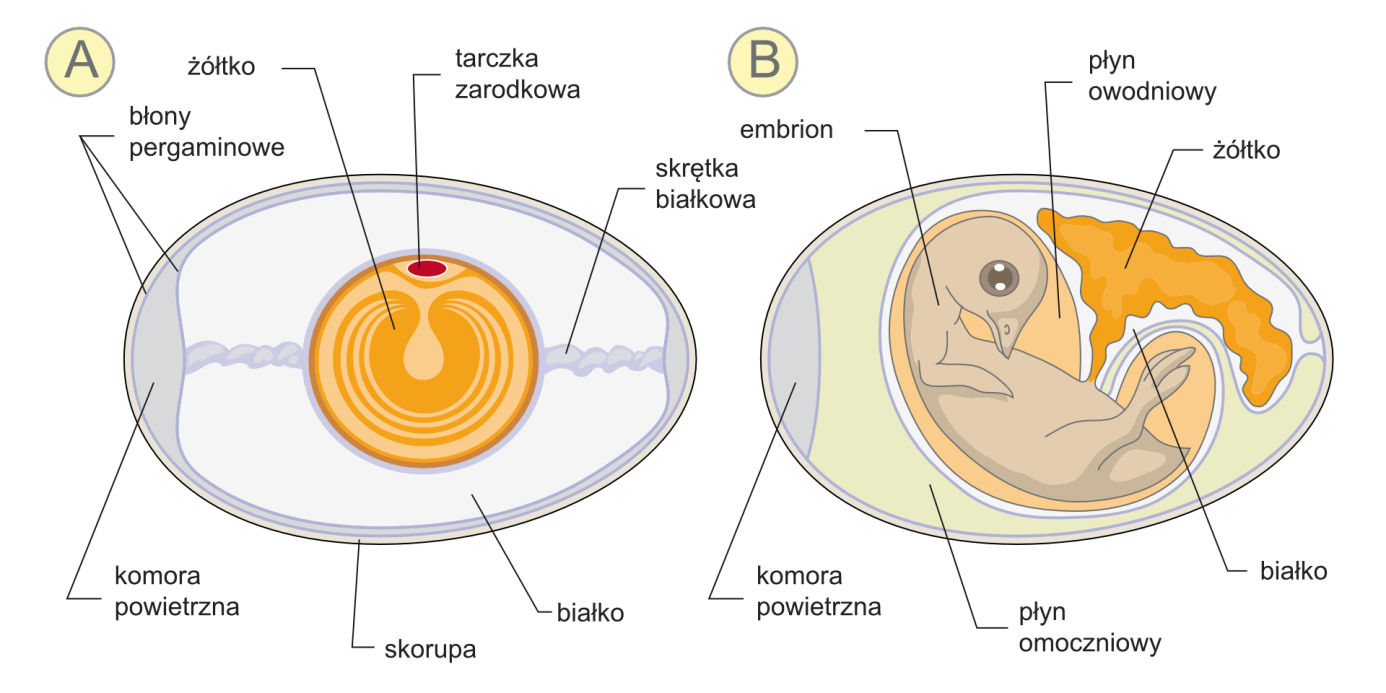 A
żółtko
tarczka
zarodkowa
błony
pergaminowe
skrętka
białkowa
komora
powietrzna
białko
skorupa
B
płyn
owodniowy
embrion
żółtko
komora
powietrzna
białko
płyn
omoczniowy